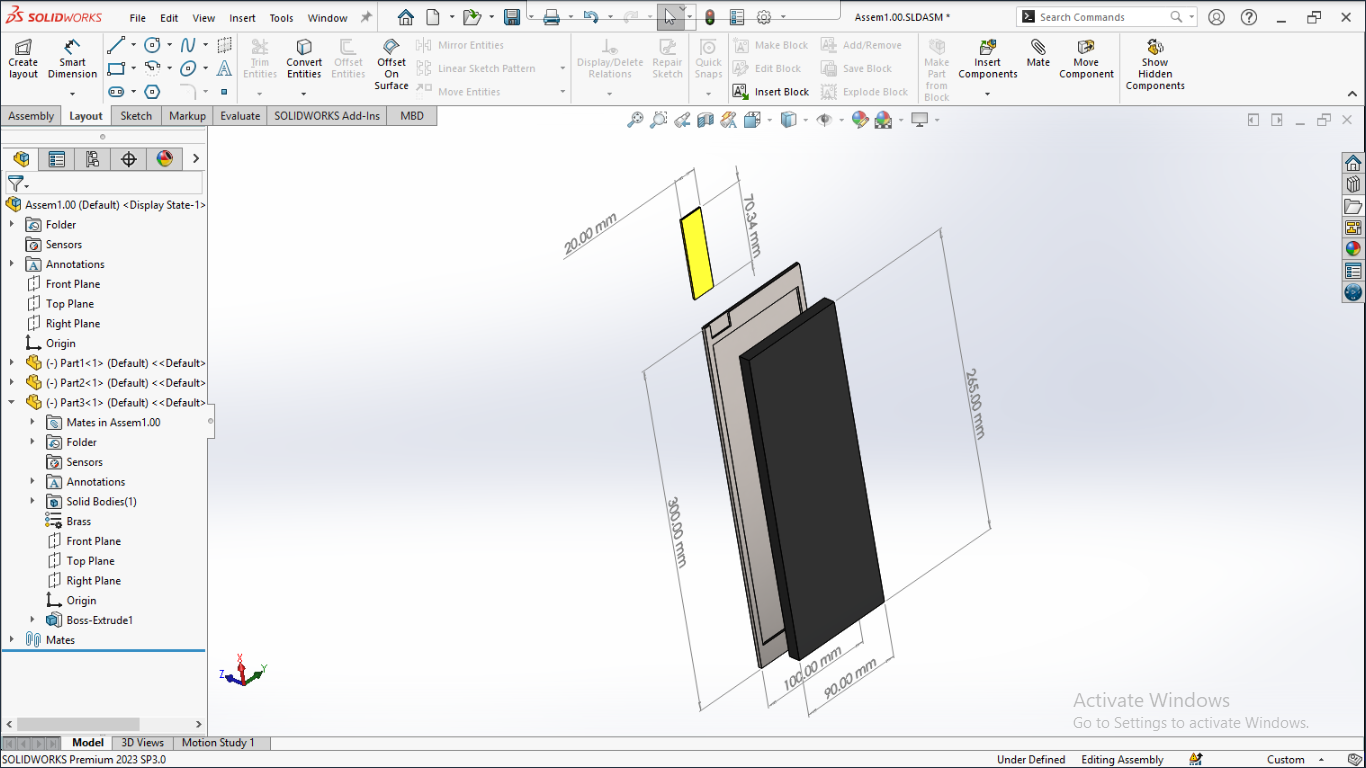 SOLIDWORKS File Edit View Insert Tools Window Assem1.00.SLDASM * Search Commands
Create layout
Smart Dimension
Trim Entities
Convert Entities
Offset Entities
Offset On Surface
Mirror Entities
Linear Sketch Pattern
Move Entities
Display/Delete Relations
Repair Sketch
Quick Snaps
Make Block
Edit Block
Insert Block
Add/Remove
Save Block
Explode Block
Make Part from Block
Insert Components
Mate
Move Component
Show Hidden Components
Assembly Layout Sketch Markup Evaluate SOLIDWORKS Add-Ins MBD
Assem1.00 (Default) <Display State-1>
Folder
Sensors
Annotations
Front Plane
Top Plane
Right Plane
Origin
(-) Part1<1> (Default) <<Default>
(-) Part2<1> (Default) <<Default>
(-) Part3<1> (Default) <<Default>
Mates in Assem1.00
Folder
Sensors
Annotations
Solid Bodies(1)
Brass
Front Plane
Top Plane
Right Plane
Origin
Boss-Extrude1
Mates
20.00 mm
70.34 mm
265.00 mm
300.00 mm
100.00 mm
90.00 mm
X
Y
Z
Activate Windows
Go to Settings to activate Windows.
Model 3D Views Motion Study 1
SOLIDWORKS Premium 2023 SP3.0 Under Defined Editing Assembly Custom